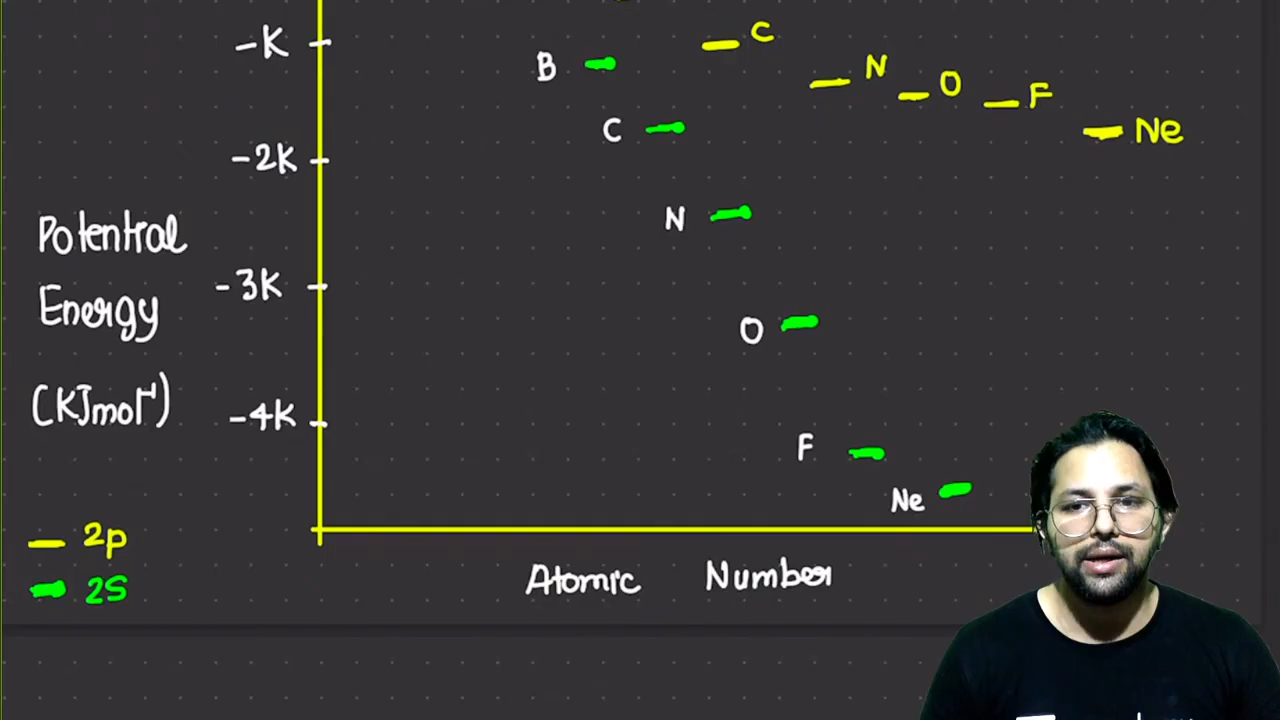 -K
B
C
N
O
F
Ne
C
-2K
N
Potential
Energy
(KJmol⁻¹)
-3K
O
-4K
F
Ne
2p
2S
Atomic Number